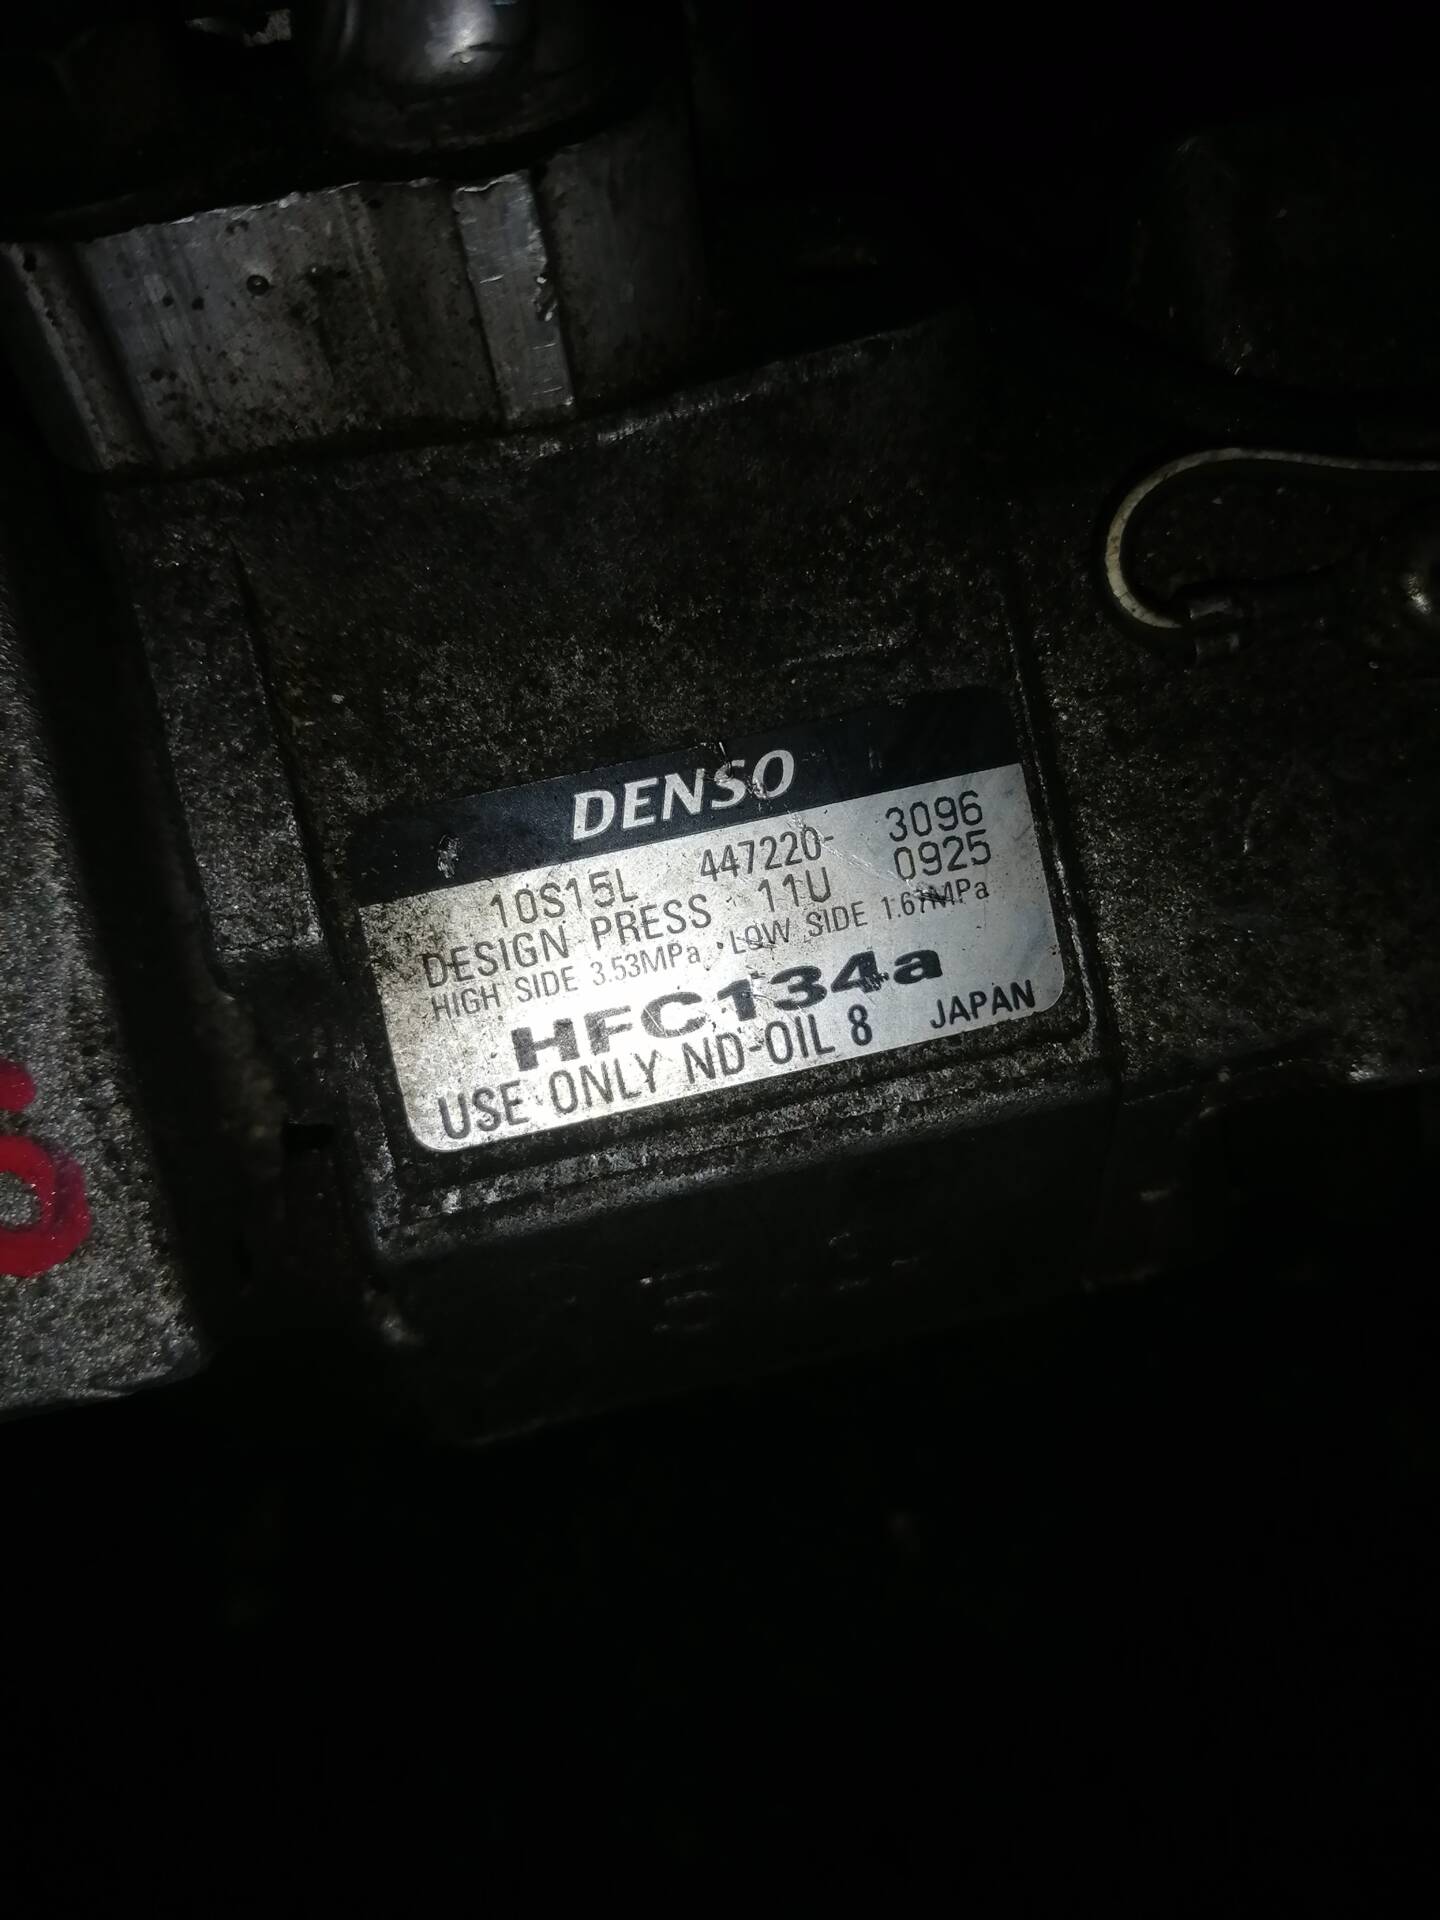 DENSO
10S15L 447220- 3096
DESIGN PRESS 11U 0925
HIGH SIDE 3.53MPa · LOW SIDE 1.67MPa
HFC134a
USE ONLY ND-OIL 8 JAPAN